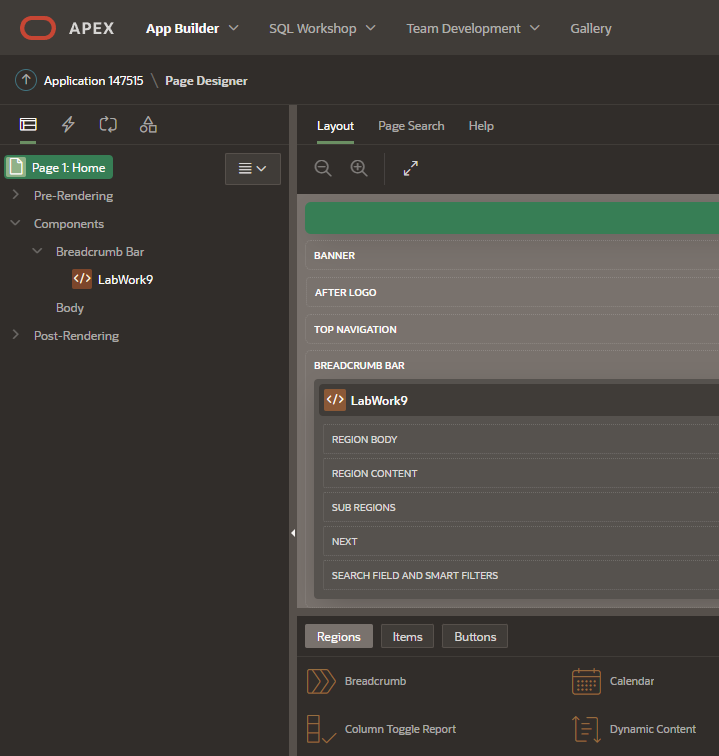 APEX App Builder SQL Workshop Team Development Gallery
Application 147515 \ Page Designer
Layout Page Search Help
Page 1: Home
Pre-Rendering
Components
Breadcrumb Bar
LabWork9
Body
Post-Rendering
BANNER
AFTER LOGO
TOP NAVIGATION
BREADCRUMB BAR
LabWork9
REGION BODY
REGION CONTENT
SUB REGIONS
NEXT
SEARCH FIELD AND SMART FILTERS
Regions Items Buttons
Breadcrumb Calendar
Column Toggle Report Dynamic Content